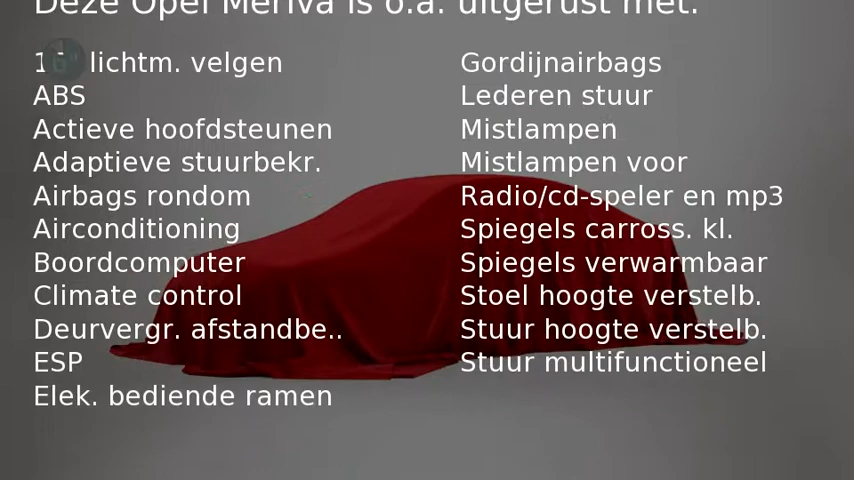 Deze Opel Meriva is o.a. uitgerust met:
16" lichtm. velgen
ABS
Actieve hoofdsteunen
Adaptieve stuurbekr.
Airbags rondom
Airconditioning
Boordcomputer
Climate control
Deurvergr. afstandbe..
ESP
Elek. bediende ramen
Gordijnairbags
Lederen stuur
Mistlampen
Mistlampen voor
Radio/cd-speler en mp3
Spiegels carross. kl.
Spiegels verwarmbaar
Stoel hoogte verstelb.
Stuur hoogte verstelb.
Stuur multifunctioneel